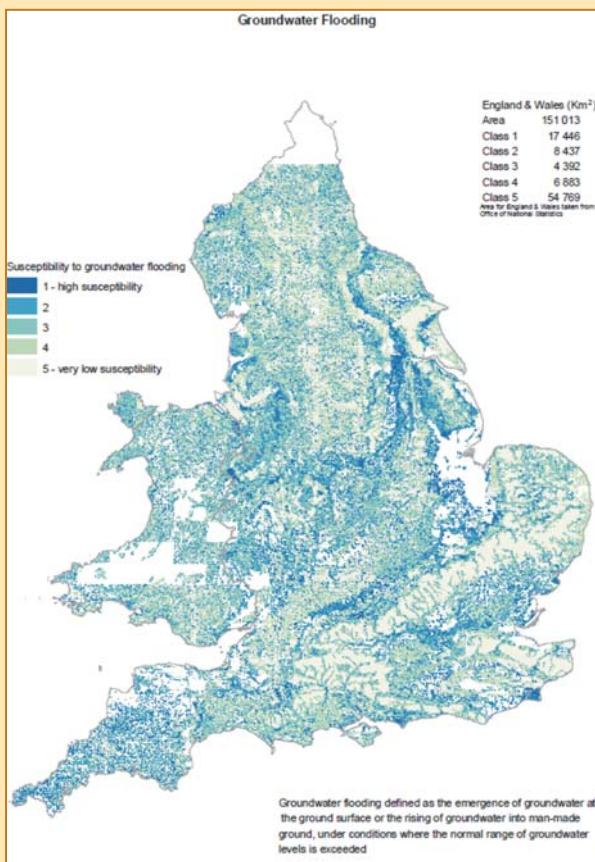 Groundwater Flooding
England & Wales (Km²)
Area 151 013
Class 1 17 446
Class 2 8 437
Class 3 4 392
Class 4 6 883
Class 5 54 769
Area for England & Wales taken from
Office of National Statistics
Susceptibility to groundwater flooding
1 - high susceptibility
2
3
4
5 - very low susceptibility
Groundwater flooding defined as the emergence of groundwater at
the ground surface or the rising of groundwater into man-made
ground, under conditions where the normal range of groundwater
levels is exceeded